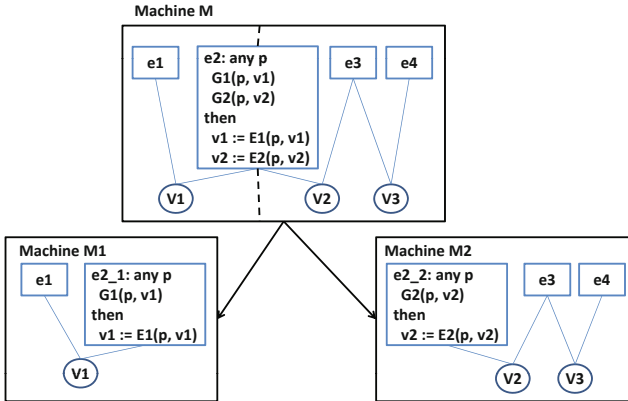 Machine M
e1
e2: any p
G1(p, v1)
G2(p, v2)
then
v1 := E1(p, v1)
v2 := E2(p, v2)
e3
e4
V1
V2
V3
Machine M1
e1
e2_1: any p
G1(p, v1)
then
v1 := E1(p, v1)
V1
Machine M2
e2_2: any p
G2(p, v2)
then
v2 := E2(p, v2)
e3
e4
V2
V3